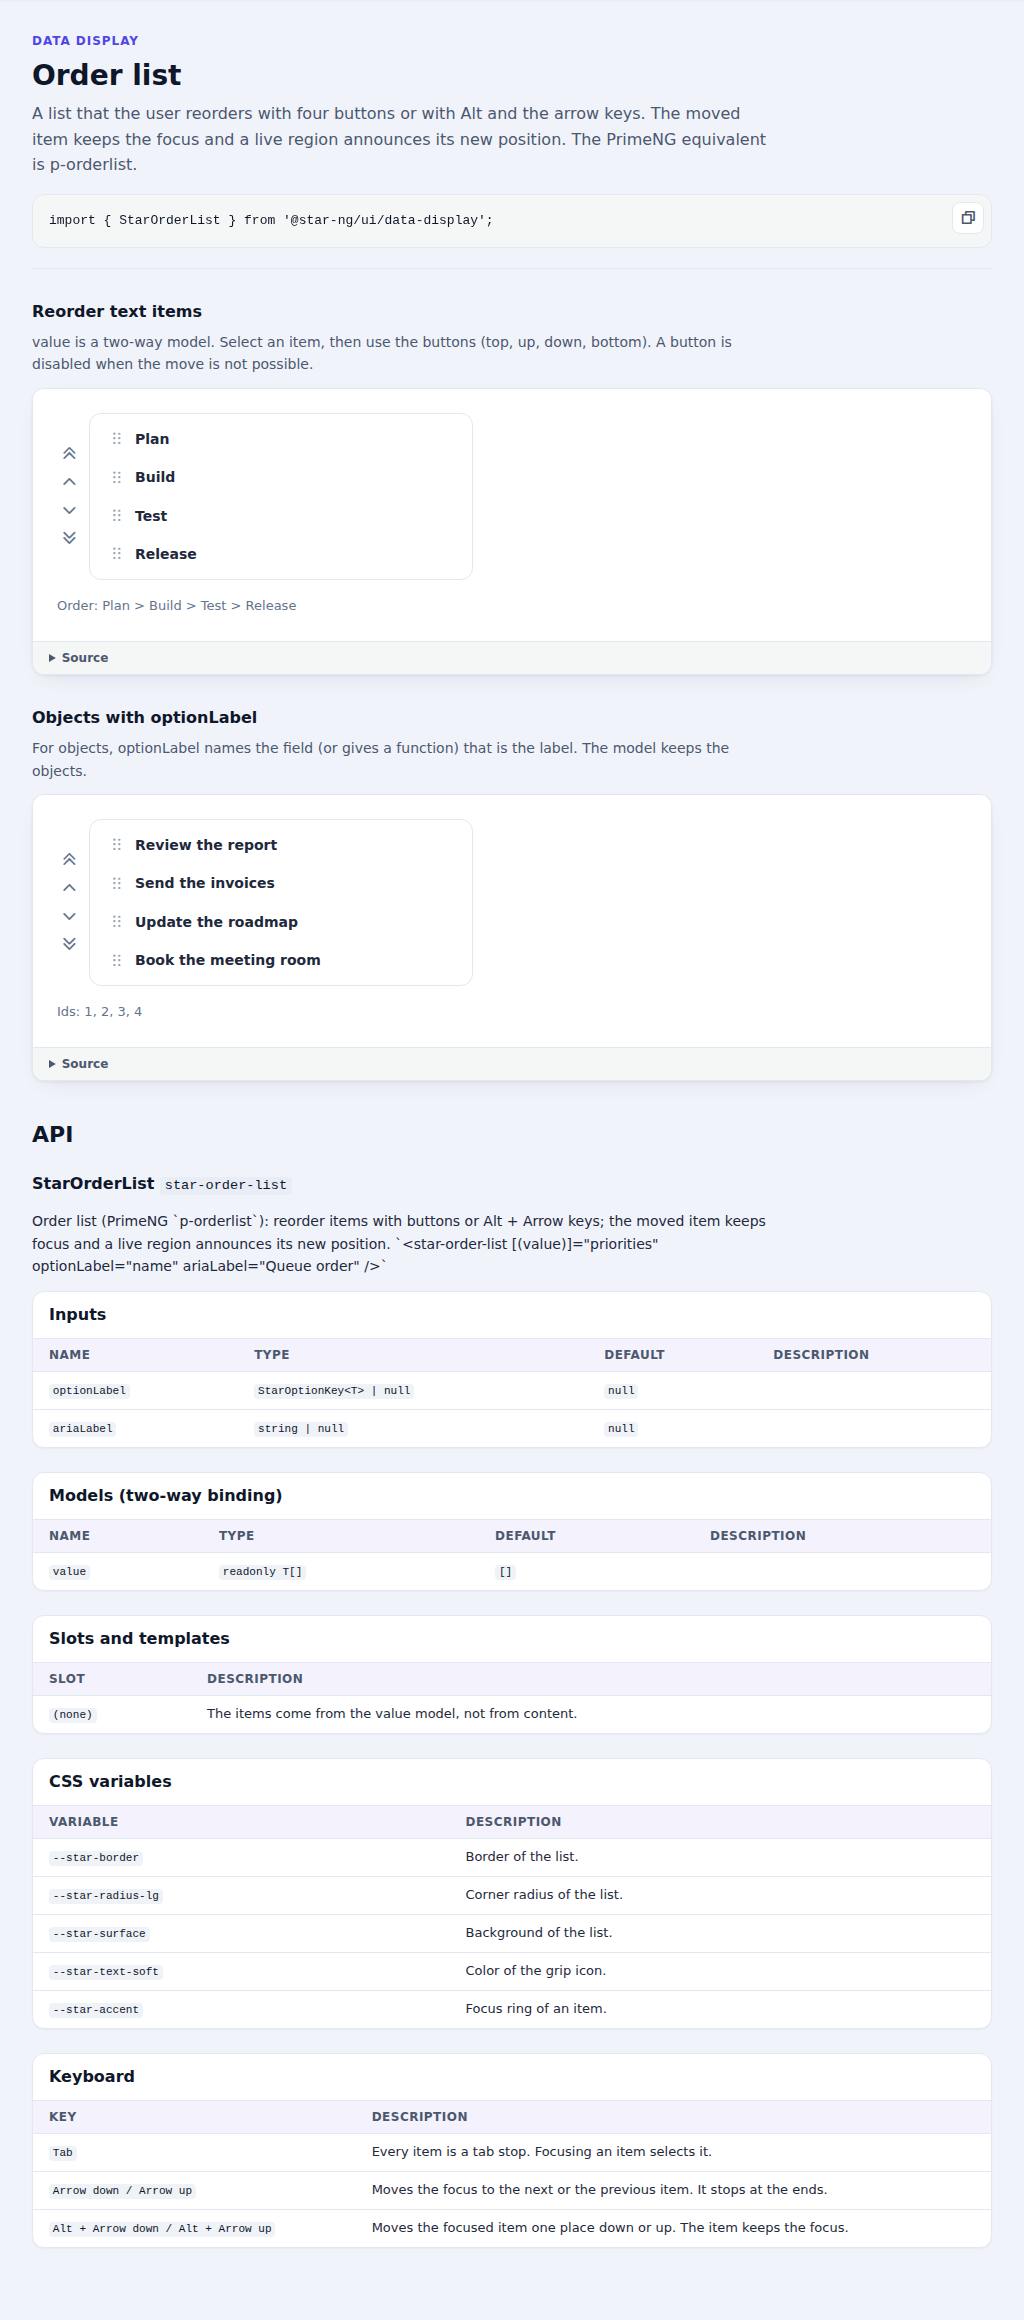 DATA DISPLAY
Order list
A list that the user reorders with four buttons or with Alt and the arrow keys. The moved
item keeps the focus and a live region announces its new position. The PrimeNG equivalent
is p-orderlist.
import { StarOrderList } from '@star-ng/ui/data-display';
Reorder text items
value is a two-way model. Select an item, then use the buttons (top, up, down, bottom). A button is
disabled when the move is not possible.
Plan
Build
Test
Release
Order: Plan > Build > Test > Release
Source
Objects with optionLabel
For objects, optionLabel names the field (or gives a function) that is the label. The model keeps the
objects.
Review the report
Send the invoices
Update the roadmap
Book the meeting room
Ids: 1, 2, 3, 4
Source
API
StarOrderList star-order-list
Order list (PrimeNG `p-orderlist`): reorder items with buttons or Alt + Arrow keys; the moved item keeps
focus and a live region announces its new position. `<star-order-list [(value)]="priorities"
optionLabel="name" ariaLabel="Queue order" />`
Inputs
NAME TYPE DEFAULT DESCRIPTION
optionLabel StarOptionKey<T> | null null
ariaLabel string | null null
Models (two-way binding)
NAME TYPE DEFAULT DESCRIPTION
value readonly T[] []
Slots and templates
SLOT DESCRIPTION
(none) The items come from the value model, not from content.
CSS variables
VARIABLE DESCRIPTION
--star-border Border of the list.
--star-radius-lg Corner radius of the list.
--star-surface Background of the list.
--star-text-soft Color of the grip icon.
--star-accent Focus ring of an item.
Keyboard
KEY DESCRIPTION
Tab Every item is a tab stop. Focusing an item selects it.
Arrow down / Arrow up Moves the focus to the next or the previous item. It stops at the ends.
Alt + Arrow down / Alt + Arrow up Moves the focused item one place down or up. The item keeps the focus.